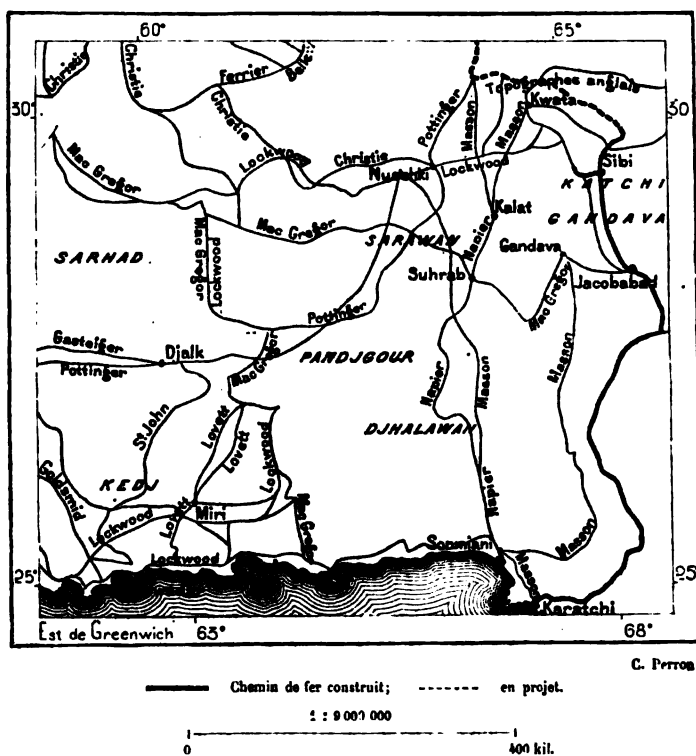 60° 65°
Christie
Christie
Ferrier
Topographes anglais
30° 30
Kwata
Christie
Pottinger
Masson
Masson
Mac Gregor
Lockwood
Christie
Nuchki
Lockwood
Sibi
KATCHI
GANDAVA
Kalat
Mac Gregor
SARAWAN
Napier
Gandava
SARHAD
Mac Gregor
Lockwood
Suhrab
Jacobabad
Mac Gregor
Pottinger
Gasteiger
Djalk
Pottinger
Mac Gregor
PANDJGOUR
Masson
Napier
Masson
St John
Lovett
Lovett
Lockwood
DJHALAWAN
Goldsmid
KEDJ
Napier
Lockwood
Lovett
Miri
Mac Gregor
Lockwood
Sonmiani
Masson
25° 25
Masson
Karatchi
Est de Greenwich 63° 68°
C. Perron
Chemin de fer construit; en projet.
1 : 9 000 000
0 400 kil.